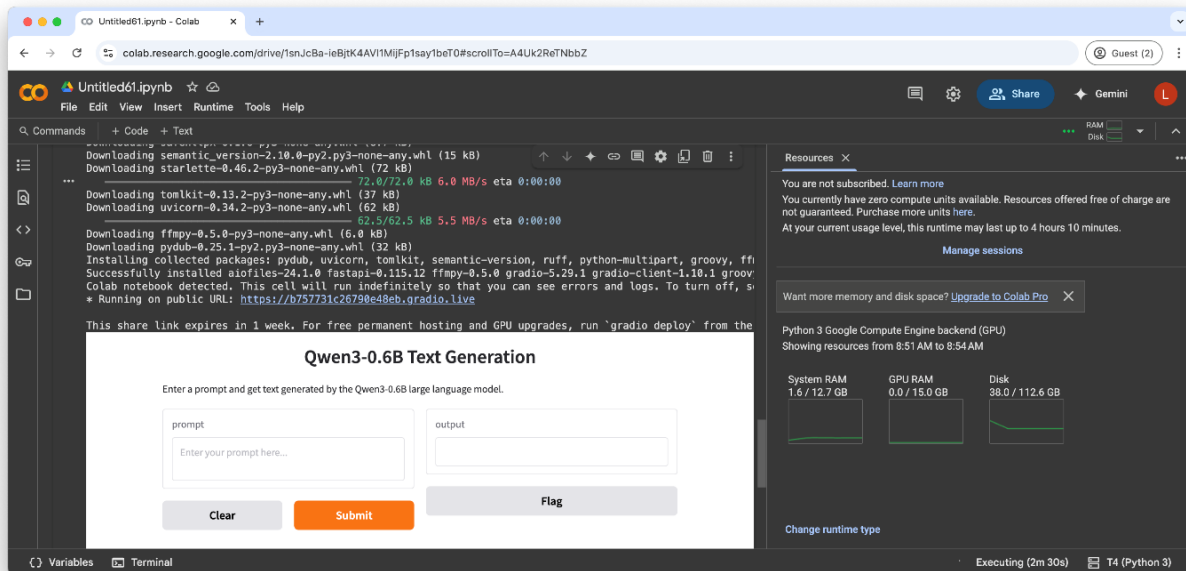 Untitled61.ipynb - Colab
colab.research.google.com/drive/1snJcBa-ieBjtK4AVI1MijFp1say1beT0#scrollTo=A4Uk2ReTNbbZ
Guest (2)
Untitled61.ipynb
File Edit View Insert Runtime Tools Help
Share
Gemini
L
Commands
+ Code + Text
RAM
Disk
Downloading semantic_version-2.10.0-py2.py3-none-any.whl (15 kB)
Downloading starlette-0.46.2-py3-none-any.whl (72 kB)
72.0/72.0 kB 6.0 MB/s eta 0:00:00
Downloading tomlkit-0.13.2-py3-none-any.whl (37 kB)
Downloading uvicorn-0.34.2-py3-none-any.whl (62 kB)
62.5/62.5 kB 5.5 MB/s eta 0:00:00
Downloading ffmpy-0.5.0-py3-none-any.whl (6.0 kB)
Downloading pydub-0.25.1-py2.py3-none-any.whl (32 kB)
Installing collected packages: pydub, uvicorn, tomlkit, semantic-version, ruff, python-multipart, groovy,
Successfully installed aiofiles-24.1.0 fastapi-0.115.12 ffmpy-0.5.0 gradio-5.29.1 gradio-client-1.10.1
Colab notebook detected. This cell will run indefinitely so that you can see errors and logs. To turn off,
* Running on public URL: https://b757731c26790e48eb.gradio.live
This share link expires in 1 week. For free permanent hosting and GPU upgrades, run `gradio deploy` from the
Qwen3-0.6B Text Generation
Enter a prompt and get text generated by the Qwen3-0.6B large language model.
prompt
Enter your prompt here...
output
Clear
Submit
Flag
Resources
You are not subscribed. Learn more
You currently have zero compute units available. Resources offered free of charge are
not guaranteed. Purchase more units here.
At your current usage level, this runtime may last up to 4 hours 10 minutes.
Manage sessions
Want more memory and disk space? Upgrade to Colab Pro
Python 3 Google Compute Engine backend (GPU)
Showing resources from 8:51 AM to 8:54 AM
System RAM
1.6 / 12.7 GB
GPU RAM
0.0 / 15.0 GB
Disk
38.0 / 112.6 GB
Change runtime type
Variables
Terminal
Executing (2m 30s)
T4 (Python 3)